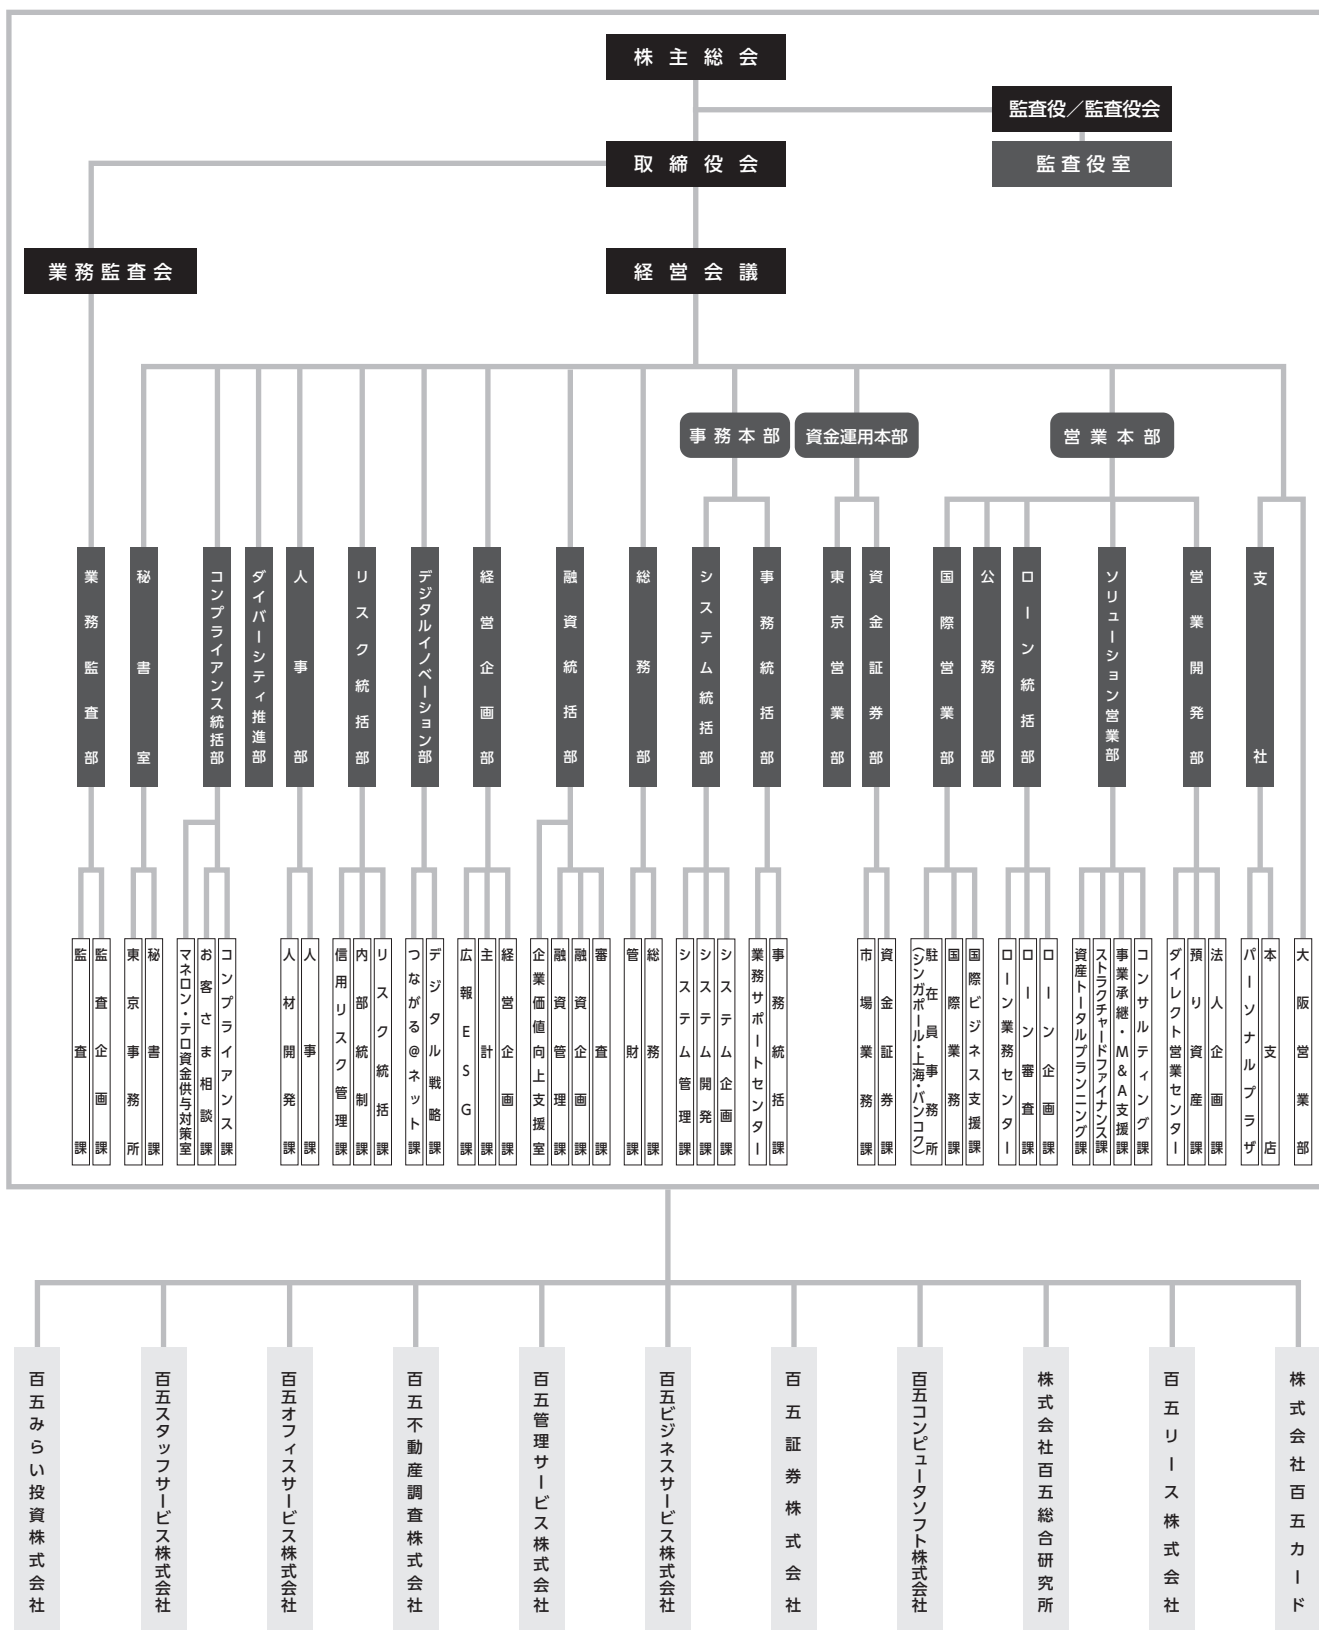 株主総会
監査役／監査役会
取締役会
監査役室
業務監査会
経営会議
事務本部
資金運用本部
営業本部
業務監査部
秘書室
コンプライアンス統括部
ダイバーシティ推進部
人事部
リスク統括部
デジタルイノベーション部
経営企画部
融資統括部
総務部
システム統括部
事務統括部
東京営業部
資金証券部
国際営業部
公務部
ローン統括部
ソリューション営業部
営業開発部
支社
監査課
監査企画課
東京事務所
秘書課
マネロン・テロ資金供与対策室
お客さま相談課
コンプライアンス課
人材開発課
人事課
信用リスク管理課
内部統制課
リスク統括課
つながる@ネット課
デジタル戦略課
広報ESG課
主計課
経営企画課
企業価値向上支援室
融資管理課
融資企画課
審査課
管財課
総務課
システム管理課
システム開発課
システム企画課
業務サポートセンター
事務統括課
市場業務課
資金証券課
駐在員事務所
（シンガポール・上海・バンコク）
国際業務課
国際ビジネス支援課
ローン業務センター
ローン審査課
ローン企画課
資産トータルプランニング課
ストラクチャードファイナンス課
事業承継・M&A支援課
コンサルティング課
ダイレクト営業センター
預り資産課
法人企画課
パーソナルプラザ
本支店
大阪営業部
百五みらい投資株式会社
百五スタッフサービス株式会社
百五オフィスサービス株式会社
百五不動産調査株式会社
百五管理サービス株式会社
百五ビジネスサービス株式会社
百五証券株式会社
百五コンピュータソフト株式会社
株式会社百五総合研究所
百五リース株式会社
株式会社百五カード